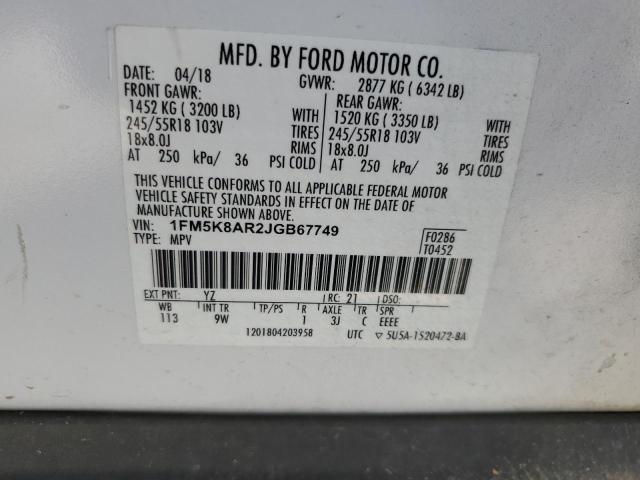 MFD. BY FORD MOTOR CO.
DATE: 04/18 GVWR: 2877 KG ( 6342 LB)
FRONT GAWR: REAR GAWR:
1452 KG ( 3200 LB) WITH 1520 KG ( 3350 LB) WITH
245/55R18 103V TIRES 245/55R18 103V TIRES
18x8.0J RIMS 18x8.0J RIMS
AT 250 kPa/ 36 PSI COLD AT 250 kPa/ 36 PSI COLD
THIS VEHICLE CONFORMS TO ALL APPLICABLE FEDERAL MOTOR
VEHICLE SAFETY STANDARDS IN EFFECT ON THE DATE OF
MANUFACTURE SHOWN ABOVE.
VIN: 1FM5K8AR2JGB67749 F0286
TYPE: MPV T0452
EXT PNT: YZ RC: 21 DSO:
WB INT TR TP/PS R AXLE TR SPR
113 9W 1 3J C EEEE
1201804203958 UTC ▽ 5U5A-1520472-BA